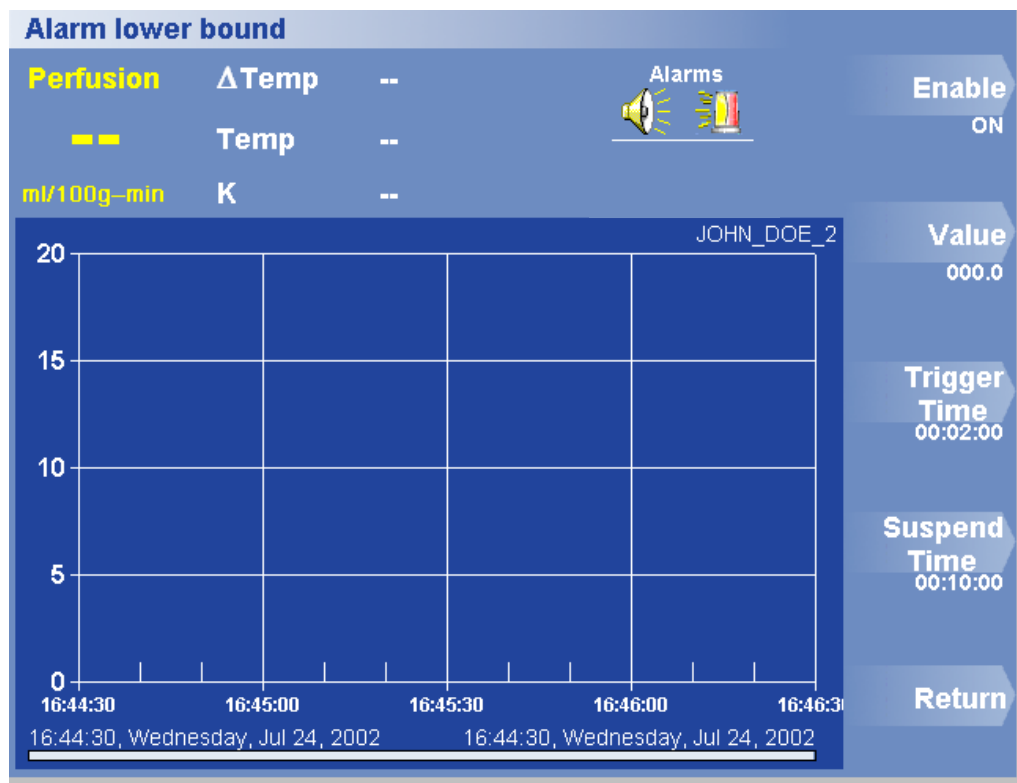 Alarm lower bound
Perfusion ΔTemp -- Alarms
-- Temp --
ml/100g–min K --
Enable
ON
Value
000.0
Trigger
Time
00:02:00
Suspend
Time
00:10:00
Return
JOHN_DOE_2
20
15
10
5
0
16:44:30 16:45:00 16:45:30 16:46:00 16:46:3
16:44:30, Wednesday, Jul 24, 2002 16:44:30, Wednesday, Jul 24, 2002